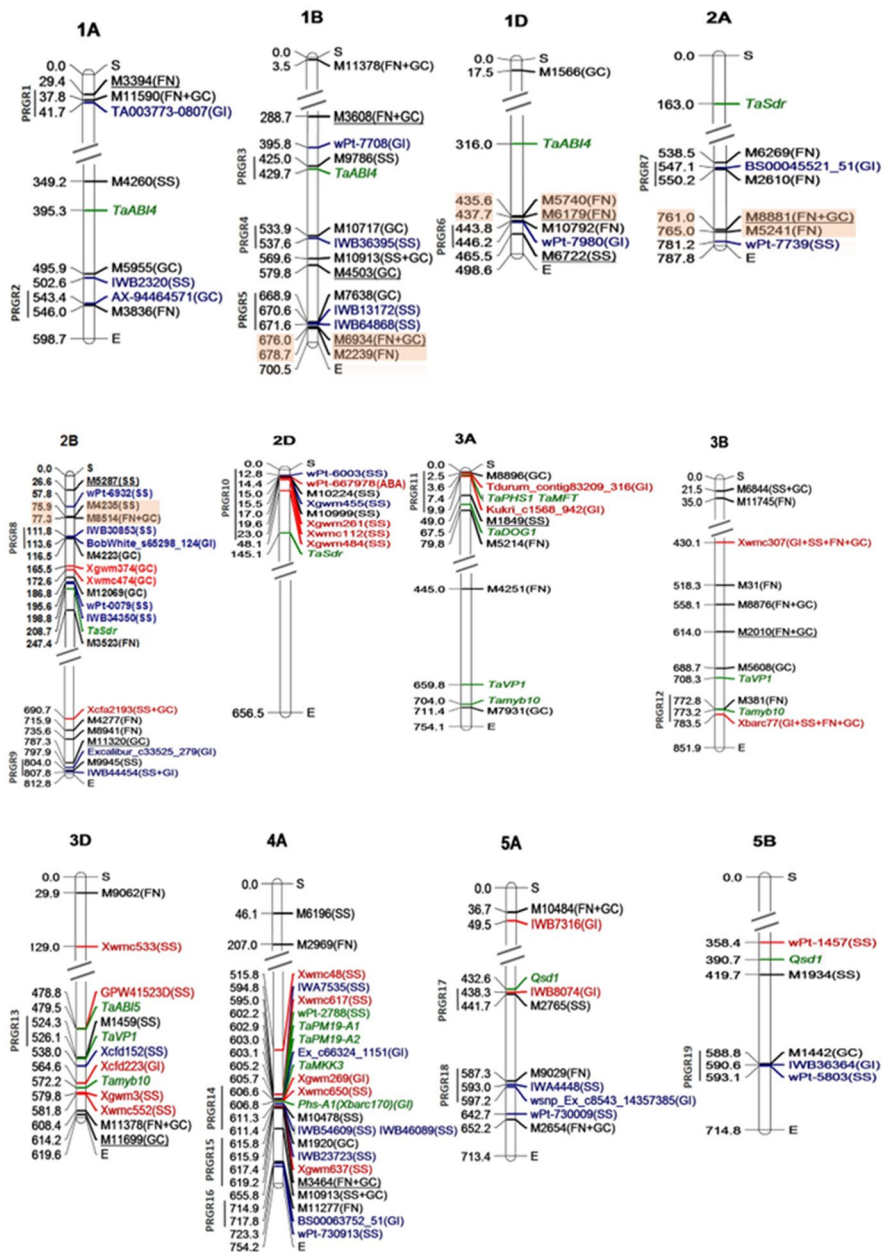 1A
0.0 S
29.4 M3394(FN)
PRGR1
37.8 M11590(FN+GC)
41.7 TA003773-0807(GI)
349.2 M4260(SS)
395.3 TaABI4
495.9 M5955(GC)
502.6 IWB2320(SS)
PRGR2
543.4 AX-94464571(GC)
546.0 M3836(FN)
598.7 E
1B
0.0 S
3.5 M11378(FN+GC)
288.7 M3608(FN+GC)
395.8 wPt-7708(GI)
PRGR3
425.0 M9786(SS)
429.7 TaABI4
PRGR4
533.9 M10717(GC)
537.6 IWB36395(SS)
569.6 M10913(SS+GC)
579.8 M4503(GC)
PRGR5
668.9 M7638(GC)
670.6 IWB13172(SS)
671.6 IWB64868(SS)
676.0 M6934(FN+GC)
678.7 M2239(FN)
700.5 E
1D
0.0 S
17.5 M1566(GC)
316.0 TaABI4
435.6 M5740(FN)
437.7 M6179(FN)
PRGR6
443.8 M10792(FN)
446.2 wPt-7980(GI)
465.5 M6722(SS)
498.6 E
2A
0.0 S
163.0 TaSdr
PRGR7
538.5 M6269(FN)
547.1 BS00045521_51(GI)
550.2 M2610(FN)
761.0 M8881(FN+GC)
765.0 M5241(FN)
781.2 wPt-7739(SS)
787.8 E
2B
0.0 S
26.6 M5287(SS)
57.8 wPt-6932(SS)
75.9 M4235(SS)
77.3 M8514(FN+GC)
PRGR8
111.8 IWB30853(SS)
113.6 BobWhite_s65298_124(GI)
116.5 M4223(GC)
165.5 Xgwm374(GC)
172.6 Xwmc474(GC)
186.8 M12069(GC)
195.6 wPt-0079(SS)
198.8 IWB34350(SS)
208.7 TaSdr
247.4 M3523(FN)
690.7 Xcfa2193(SS+GC)
715.9 M4277(FN)
735.6 M8941(FN)
787.3 M11320(GC)
797.9 Excalibur_c33525_279(GI)
PRGR9
804.0 M9945(SS)
807.8 IWB44454(SS+GI)
812.8 E
2D
0.0 S
PRGR10
12.8 wPt-6003(SS)
14.4 wPt-667978(ABA)
15.0 M10224(SS)
15.5 Xgwm455(SS)
17.0 M10999(SS)
19.6 Xgwm261(SS)
23.0 Xwmc112(SS)
48.1 Xgwm484(SS)
145.1 TaSdr
656.5
3A
0.0 S
PRGR11
2.5 M8896(GC)
3.6 Tdurum_contig83209_316(GI)
7.4 TaPHS1 TaMFT
9.9 Kukri_c1568_942(GI)
49.0 M1849(SS)
67.5 TaDOG1
79.8 M5214(FN)
445.0 M4251(FN)
659.8 TaVP1
704.0 Tamyb10
711.4 M7931(GC)
754.1 E
3B
0.0 S
21.5 M6844(SS+GC)
35.0 M11745(FN)
430.1 Xwmc307(GI+SS+FN+GC)
518.3 M31(FN)
558.1 M8876(FN+GC)
614.0 M2010(FN+GC)
688.7 M5608(GC)
708.3 TaVP1
PRGR12
772.8 M381(FN)
773.2 Tamyb10
783.5 Xbarc77(GI+SS+FN+GC)
851.9 E
3D
0.0 S
29.9 M9062(FN)
129.0 Xwmc533(SS)
PRGR13
478.8 GPW41523D(SS)
479.5 TaABI5
524.3 M1459(SS)
526.1 TaVP1
538.0 Xcfd152(SS)
564.6 Xcfd223(GI)
572.2 Tamyb10
579.8 Xgwm3(SS)
581.8 Xwmc552(SS)
608.4 M11378(FN+GC)
614.2 M11699(GC)
619.6 E
4A
0.0 S
46.1 M6196(SS)
207.0 M2969(FN)
515.8 Xwmc48(SS)
594.8 IWA7535(SS)
595.0 Xwmc617(SS)
602.2 wPt-2788(SS)
602.9 TaPM19-A1
603.0 TaPM19-A2
603.1 Ex_c66324_1151(GI)
605.2 TaMKK3
605.7 Xgwm269(GI)
PRGR14
606.6 Xwmc650(SS)
606.8 Phs-A1(Xbarc170)(GI)
611.3 M10478(SS)
611.4 IWB54609(SS) IWB46089(SS)
PRGR15
615.8 M1920(GC)
615.9 IWB23723(SS)
617.4 Xgwm637(SS)
619.2 M3464(FN+GC)
655.8 M10913(SS+GC)
PRGR16
714.9 M11277(FN)
717.8 BS00063752_51(GI)
723.3 wPt-730913(SS)
754.2 E
5A
0.0 S
36.7 M10484(FN+GC)
49.5 IWB7316(GI)
432.6 Qsd1
PRGR17
438.3 IWB8074(GI)
441.7 M2765(SS)
PRGR18
587.3 M9029(FN)
593.0 IWA4448(SS)
597.2 wsnp_Ex_c8543_14357385(GI)
642.7 wPt-730009(SS)
652.2 M2654(FN+GC)
713.4 E
5B
0.0 S
358.4 wPt-1457(SS)
390.7 Qsd1
419.7 M1934(SS)
PRGR19
588.8 M1442(GC)
590.6 IWB36364(GI)
593.1 wPt-5803(SS)
714.8 E